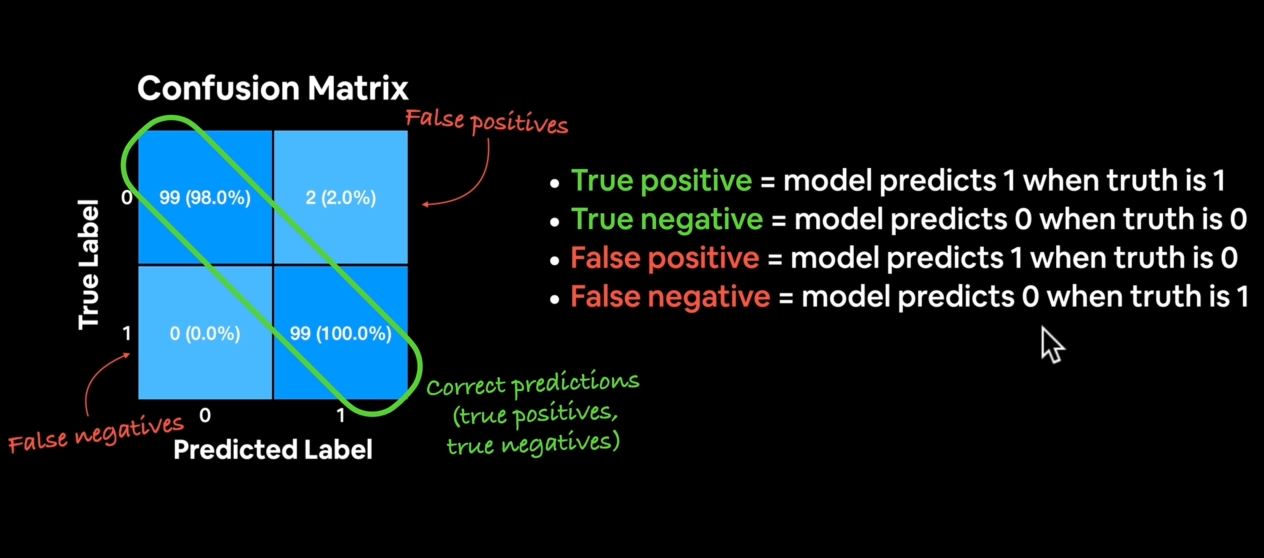 Confusion Matrix
False positives
True Label
0
99 (98.0%)
2 (2.0%)
1
0 (0.0%)
99 (100.0%)
0
1
Predicted Label
False negatives
Correct predictions
(true positives,
true negatives)
• True positive = model predicts 1 when truth is 1
• True negative = model predicts 0 when truth is 0
• False positive = model predicts 1 when truth is 0
• False negative = model predicts 0 when truth is 1